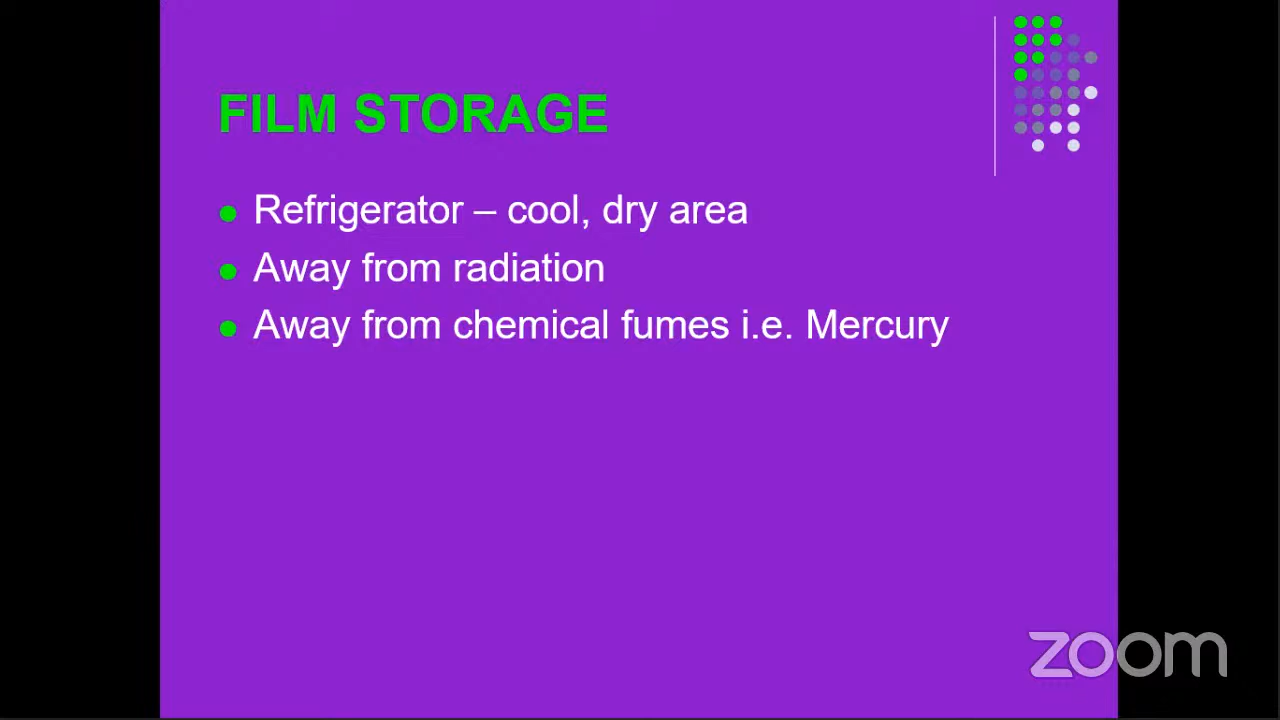 FILM STORAGE
Refrigerator – cool, dry area
Away from radiation
Away from chemical fumes i.e. Mercury
zoom